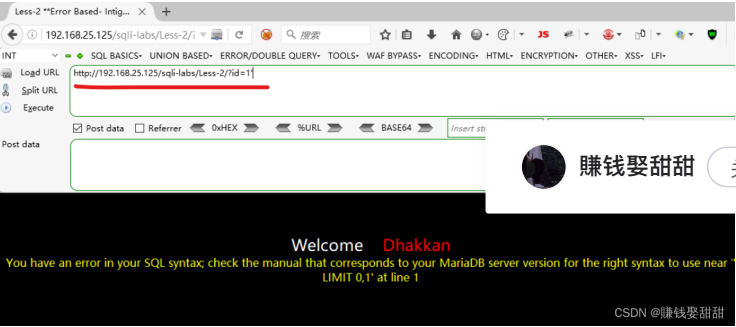 Less-2 **Error Based- Intig...
192.168.25.125/sqli-labs/Less-2/?i
搜索
INT
SQL BASICS UNION BASED ERROR/DOUBLE QUERY TOOLS WAF BYPASS ENCODING HTML ENCRYPTION OTHER XSS LFI
Load URL
http://192.168.25.125/sqli-labs/Less-2/?id=1'
Split URL
Execute
Post data Referrer 0xHEX %URL BASE64 Insert st
Post data
賺钱娶甜甜
Welcome Dhakkan
You have an error in your SQL syntax; check the manual that corresponds to your MariaDB server version for the right syntax to use near ''
LIMIT 0,1' at line 1
CSDN @賺钱娶甜甜